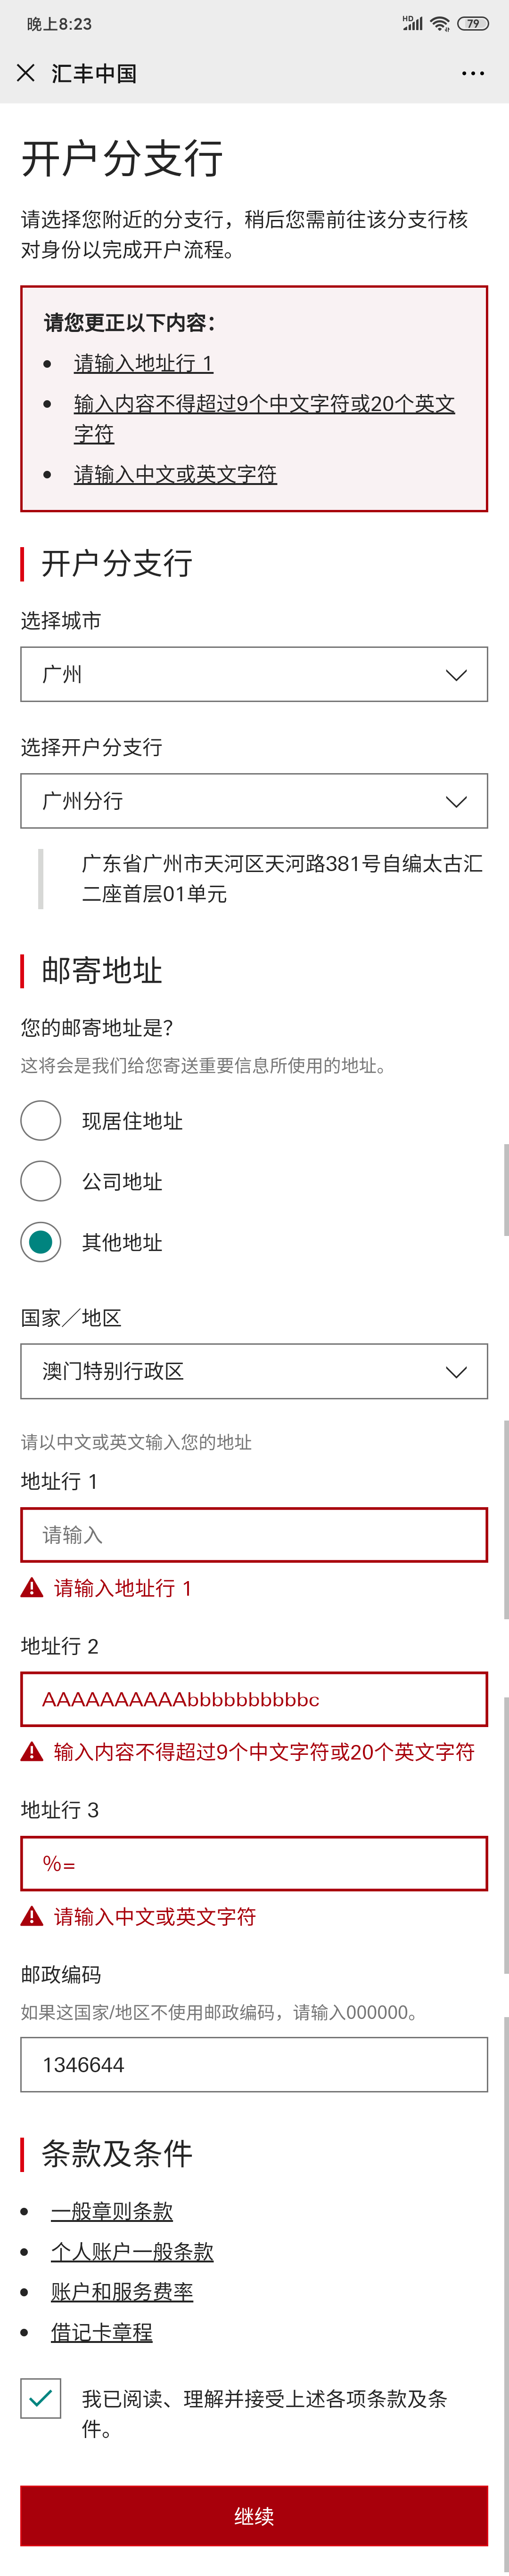 晚上8:23
HD
79
汇丰中国
开户分支行
请选择您附近的分支行，稍后您需前往该分支行核
对身份以完成开户流程。
请您更正以下内容：
请输入地址行 1
输入内容不得超过9个中文字符或20个英文
字符
请输入中文或英文字符
开户分支行
选择城市
广州
选择开户分支行
广州分行
广东省广州市天河区天河路381号自编太古汇
二座首层01单元
邮寄地址
您的邮寄地址是？
这将会是我们给您寄送重要信息所使用的地址。
现居住地址
公司地址
其他地址
国家／地区
澳门特别行政区
请以中文或英文输入您的地址
地址行 1
请输入
请输入地址行 1
地址行 2
AAAAAAAAAAbbbbbbbbbbc
输入内容不得超过9个中文字符或20个英文字符
地址行 3
%=
请输入中文或英文字符
邮政编码
如果这国家/地区不使用邮政编码，请输入000000。
1346644
条款及条件
一般章则条款
个人账户一般条款
账户和服务费率
借记卡章程
我已阅读、理解并接受上述各项条款及条
件。
继续